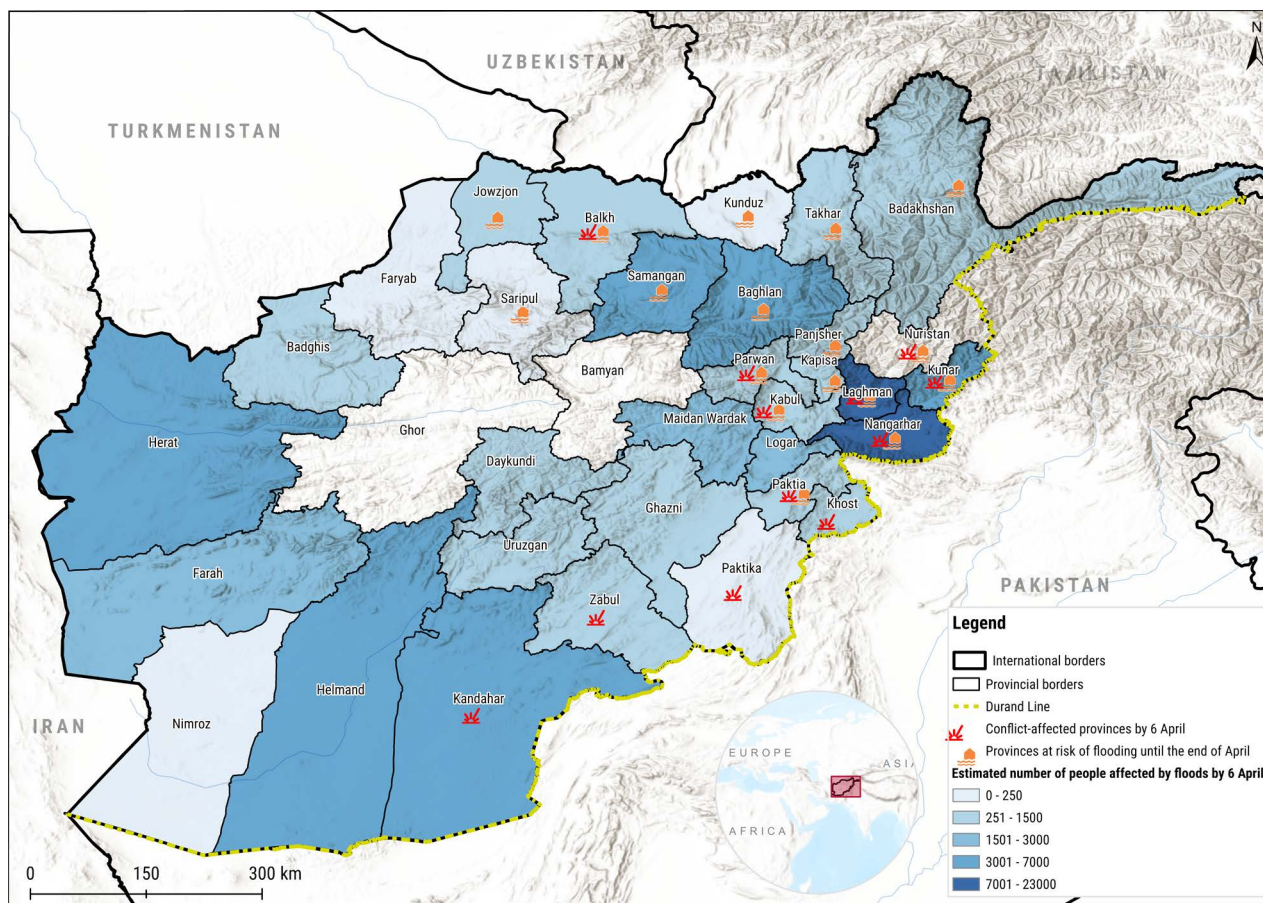 N
UZBEKISTAN
TAJIKISTAN
TURKMENISTAN
Jowzjon
Balkh
Kunduz
Takhar
Badakhshan
Faryab
Saripul
Samangan
Baghlan
Badghis
Panjsher
Nuristan
Bamyan
Parwan
Kapisa
Kunar
Laghman
Kabul
Herat
Ghor
Maidan Wardak
Nangarhar
Logar
Daykundi
Paktia
Khost
Ghazni
Uruzgan
Farah
Paktika
Zabul
PAKISTAN
Helmand
Kandahar
Nimroz
IRAN
EUROPE
ASIA
AFRICA
0 150 300 km
Legend
International borders
Provincial borders
Durand Line
Conflict-affected provinces by 6 April
Provinces at risk of flooding until the end of April
Estimated number of people affected by floods by 6 April
0 - 250
251 - 1500
1501 - 3000
3001 - 7000
7001 - 23000